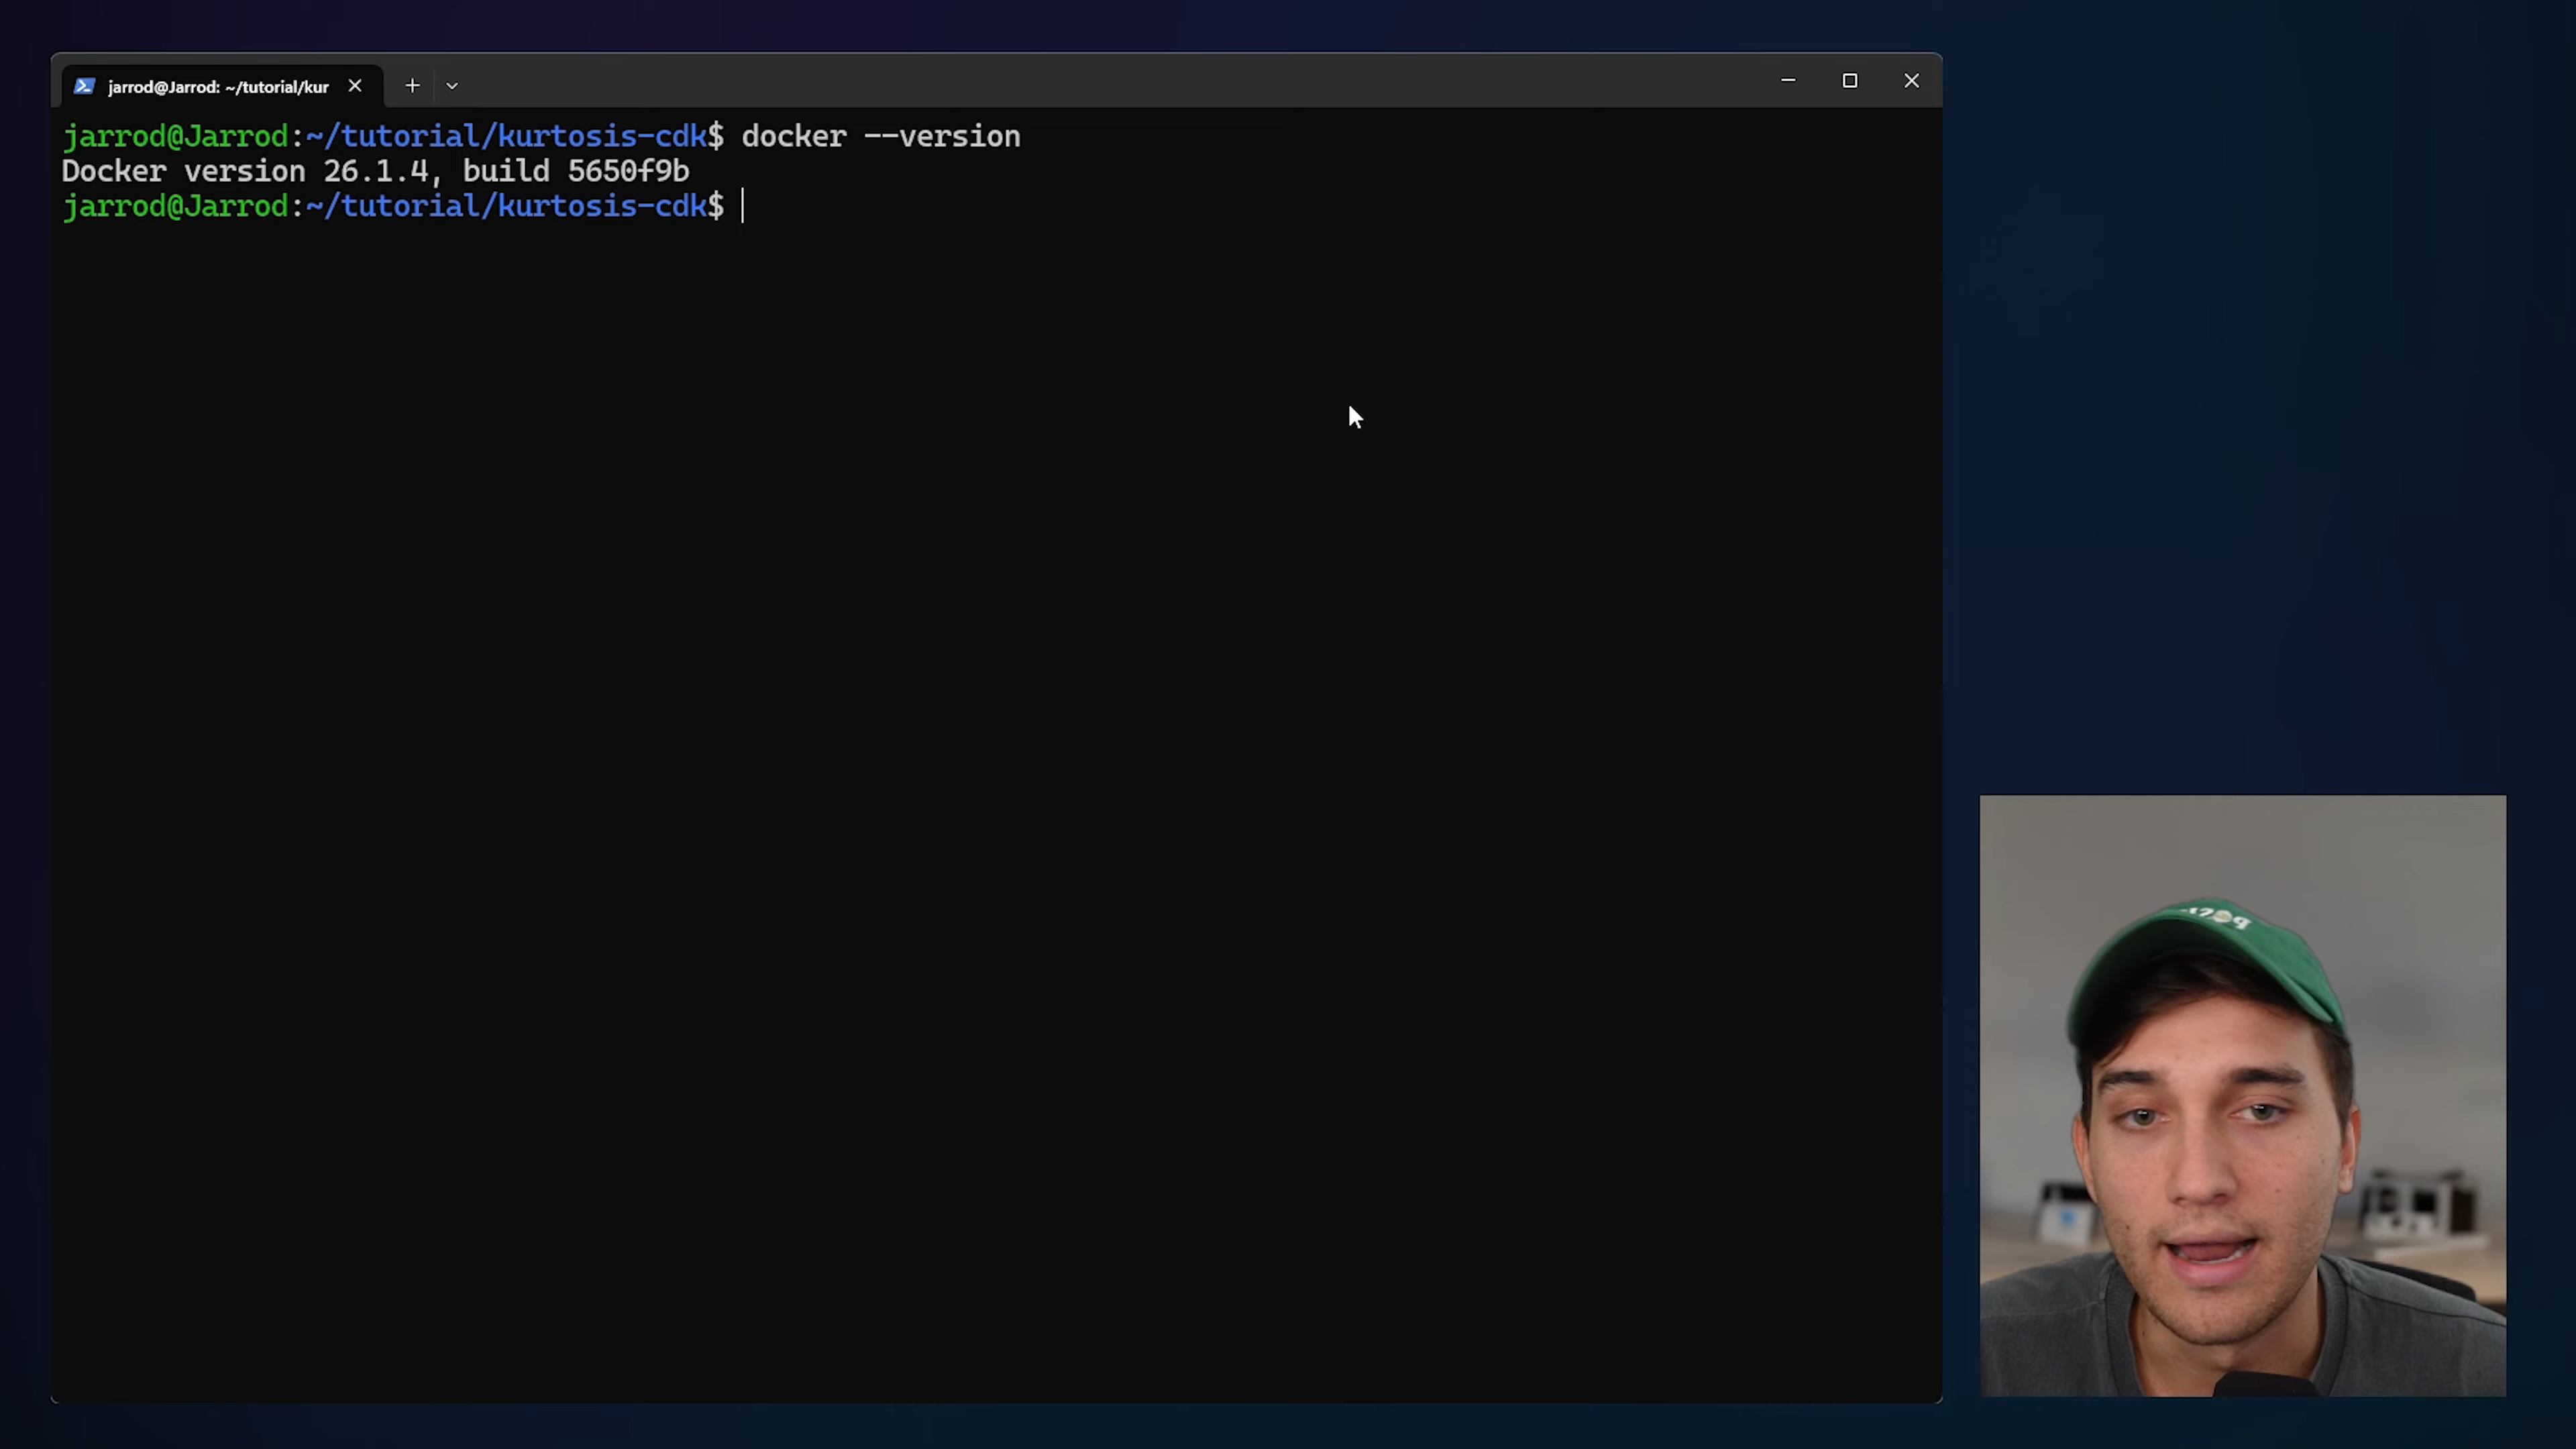 jarrod@Jarrod: ~/tutorial/kur
jarrod@Jarrod:~/tutorial/kurtosis-cdk$ docker --version
Docker version 26.1.4, build 5650f9b
jarrod@Jarrod:~/tutorial/kurtosis-cdk$